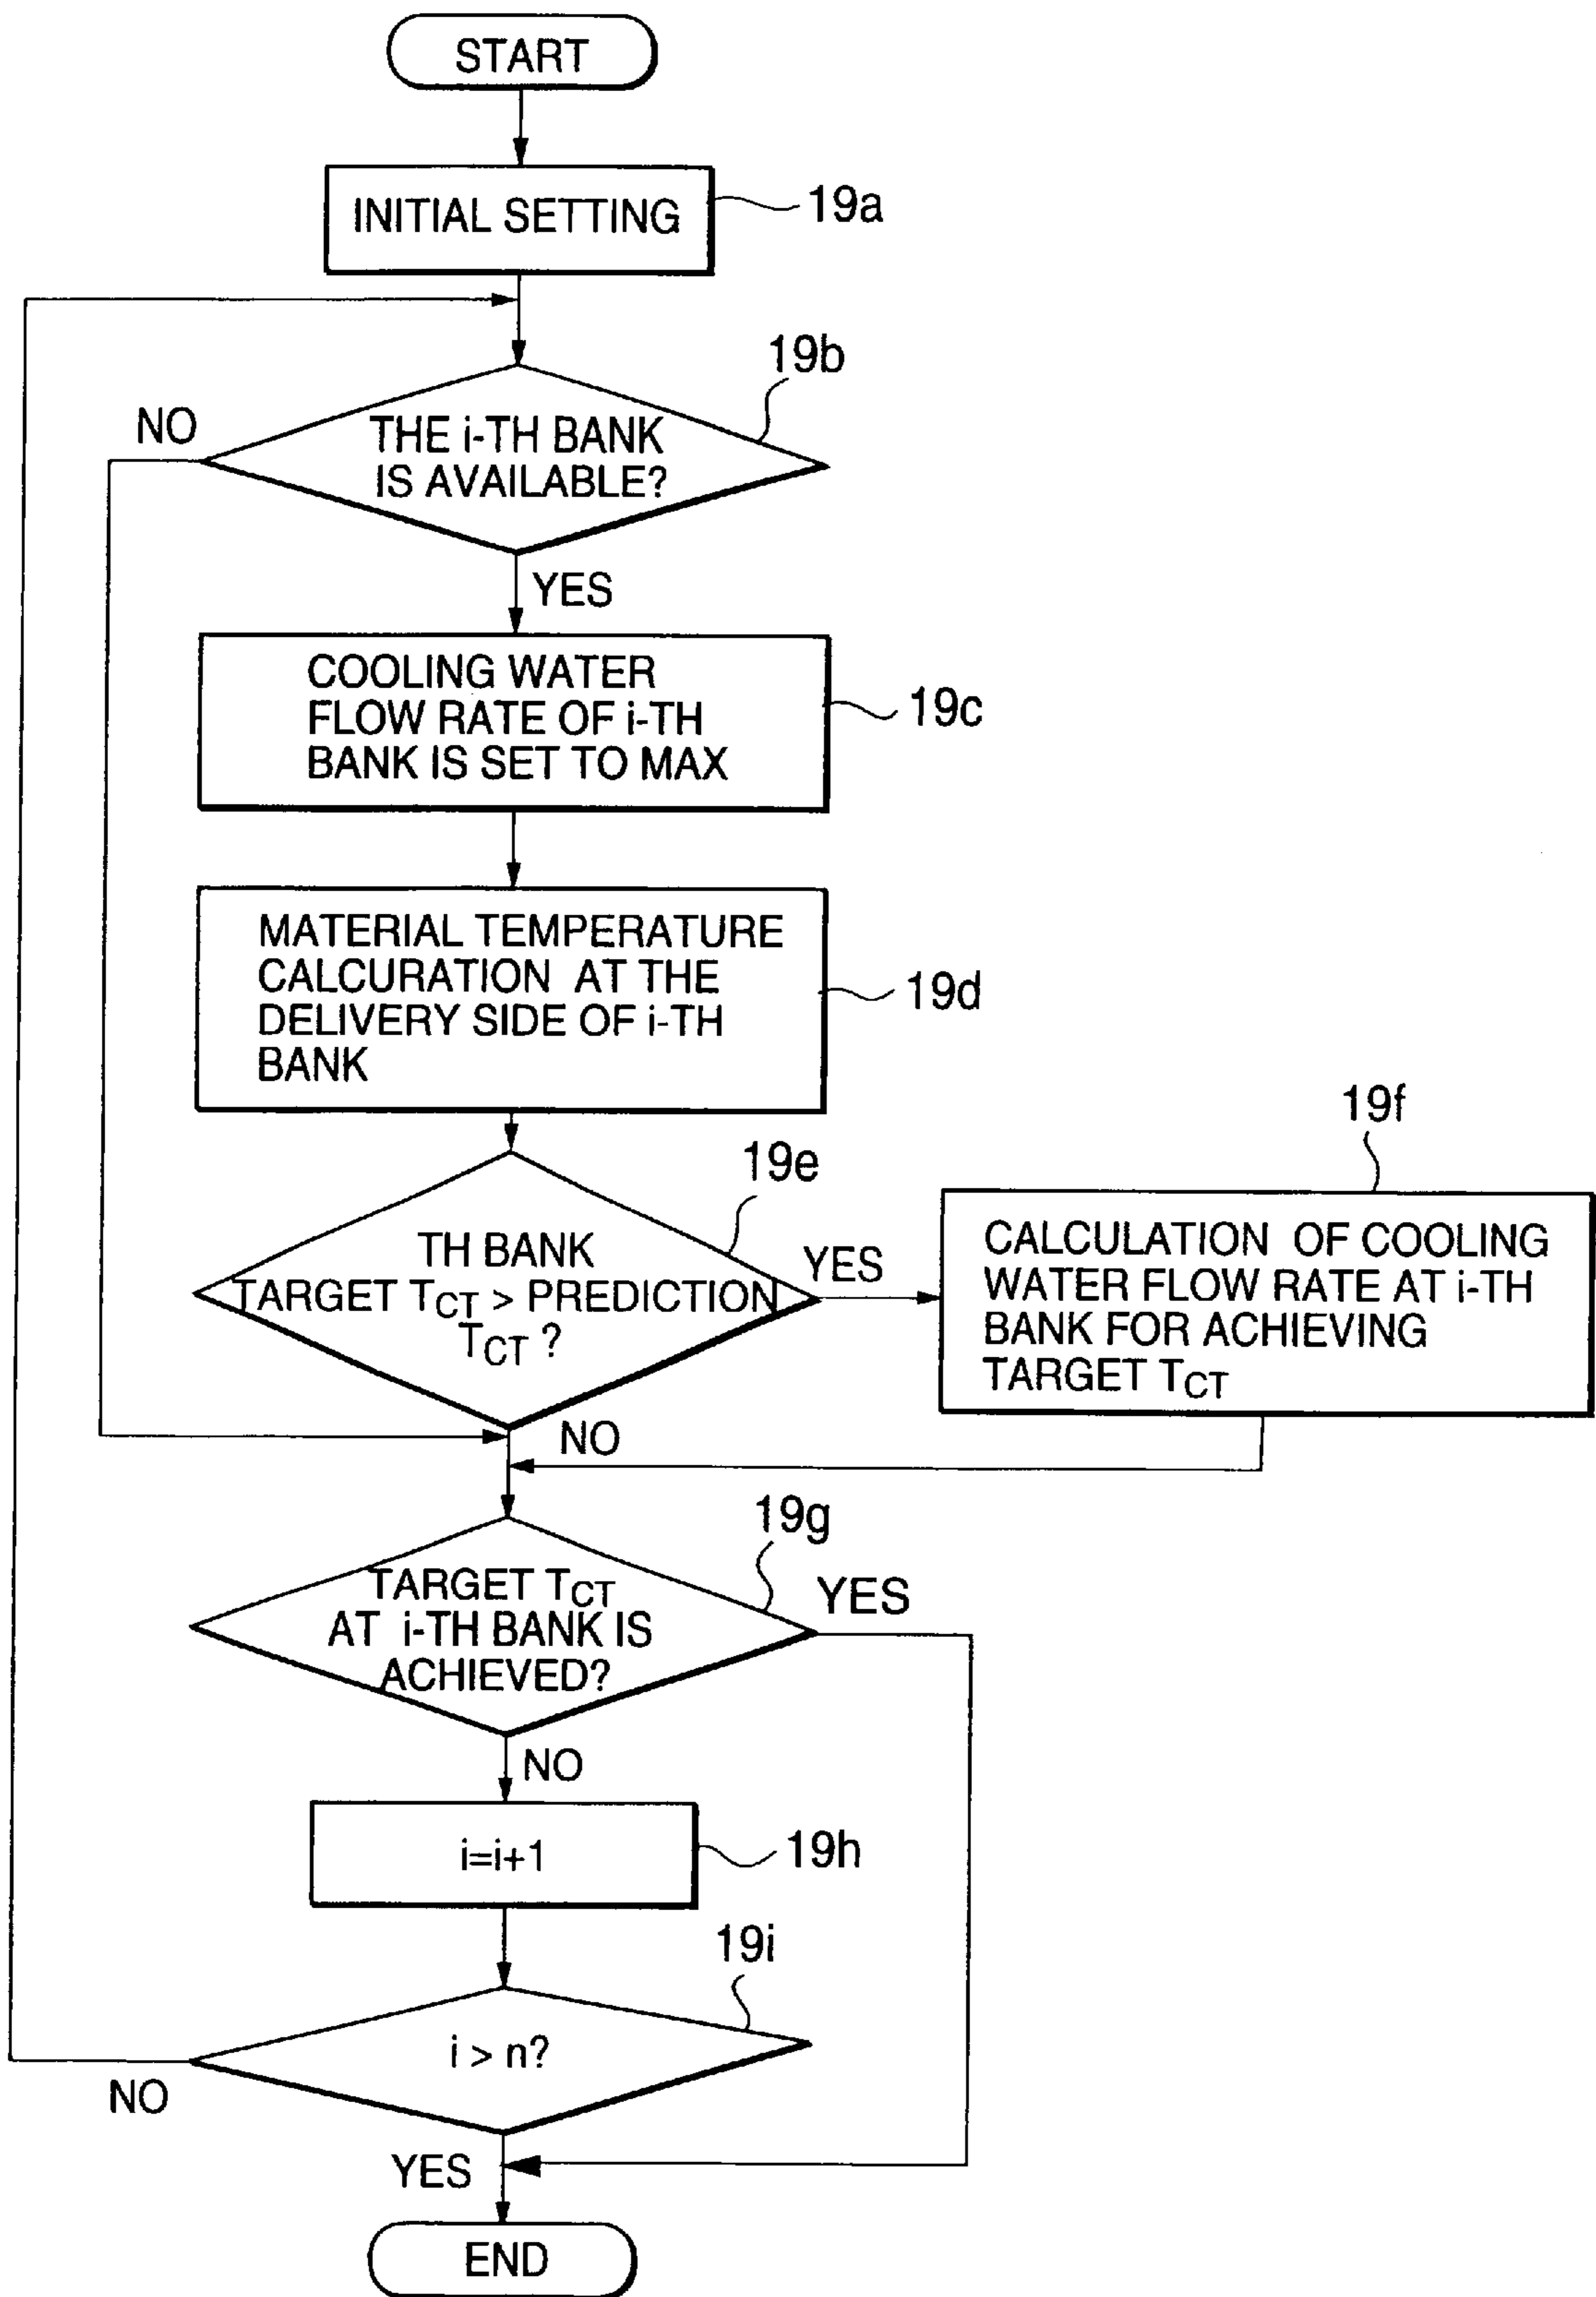 START
INITIAL SETTING
19a
19b
NO
THE i-TH BANK
IS AVAILABLE?
YES
COOLING WATER
FLOW RATE OF i-TH
BANK IS SET TO MAX
19c
MATERIAL TEMPERATURE
CALCURATION AT THE
DELIVERY SIDE OF i-TH
BANK
19d
19e
TH BANK
TARGET TCT > PREDICTION
TCT ?
YES
19f
CALCULATION OF COOLING
WATER FLOW RATE AT i-TH
BANK FOR ACHIEVING
TARGET TCT
NO
19g
TARGET TCT
AT i-TH BANK IS
ACHIEVED?
YES
NO
i=i+1
19h
19i
i > n?
NO
YES
END